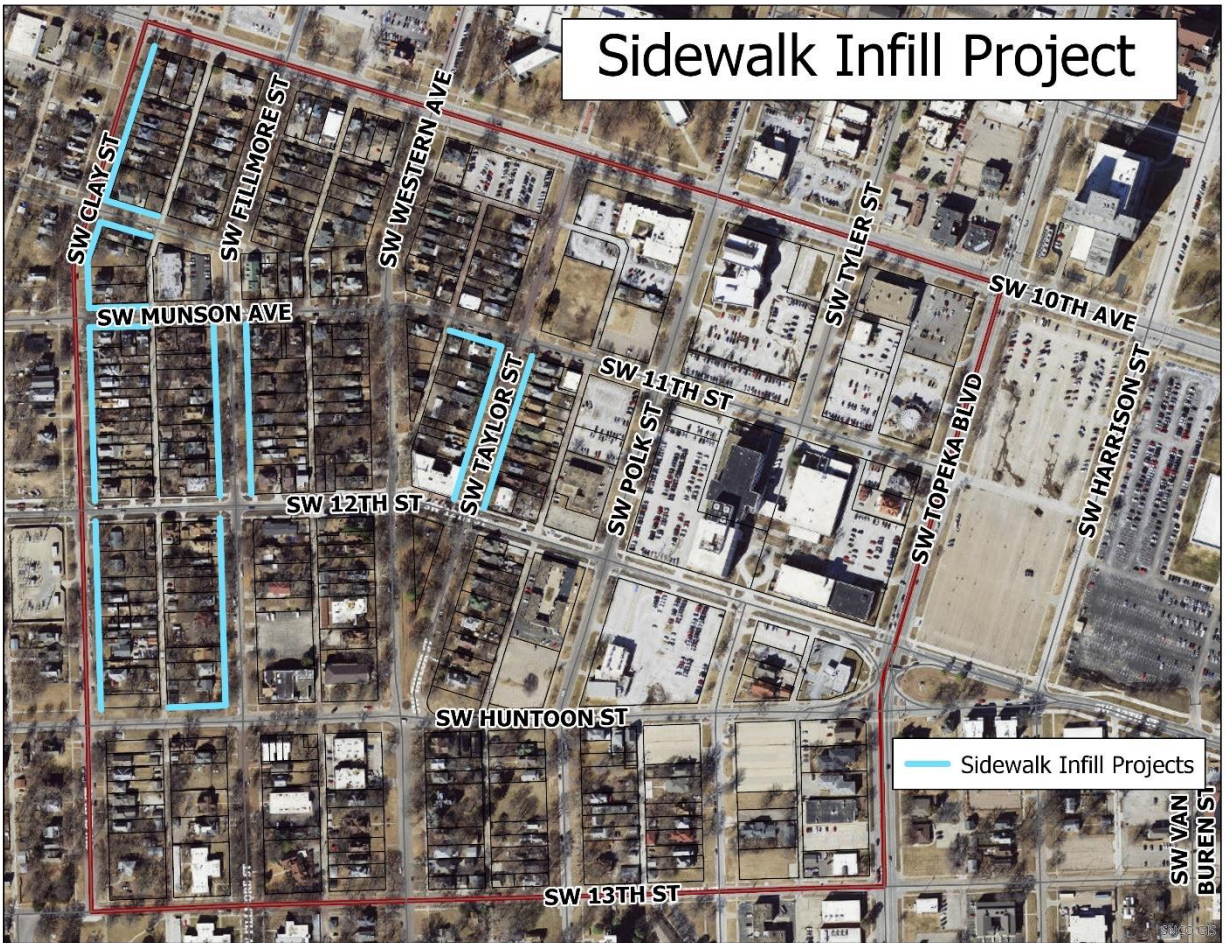 Sidewalk Infill Project
SW CLAY ST
SW FILLMORE ST
SW WESTERN AVE
SW TYLER ST
SW 10TH AVE
SW MUNSON AVE
SW TAYLOR ST
SW 11TH ST
SW POLK ST
SW TOPEKA BLVD
SW HARRISON ST
SW 12TH ST
SW HUNTOON ST
Sidewalk Infill Projects
SW VAN
BUREN ST
SW 13TH ST